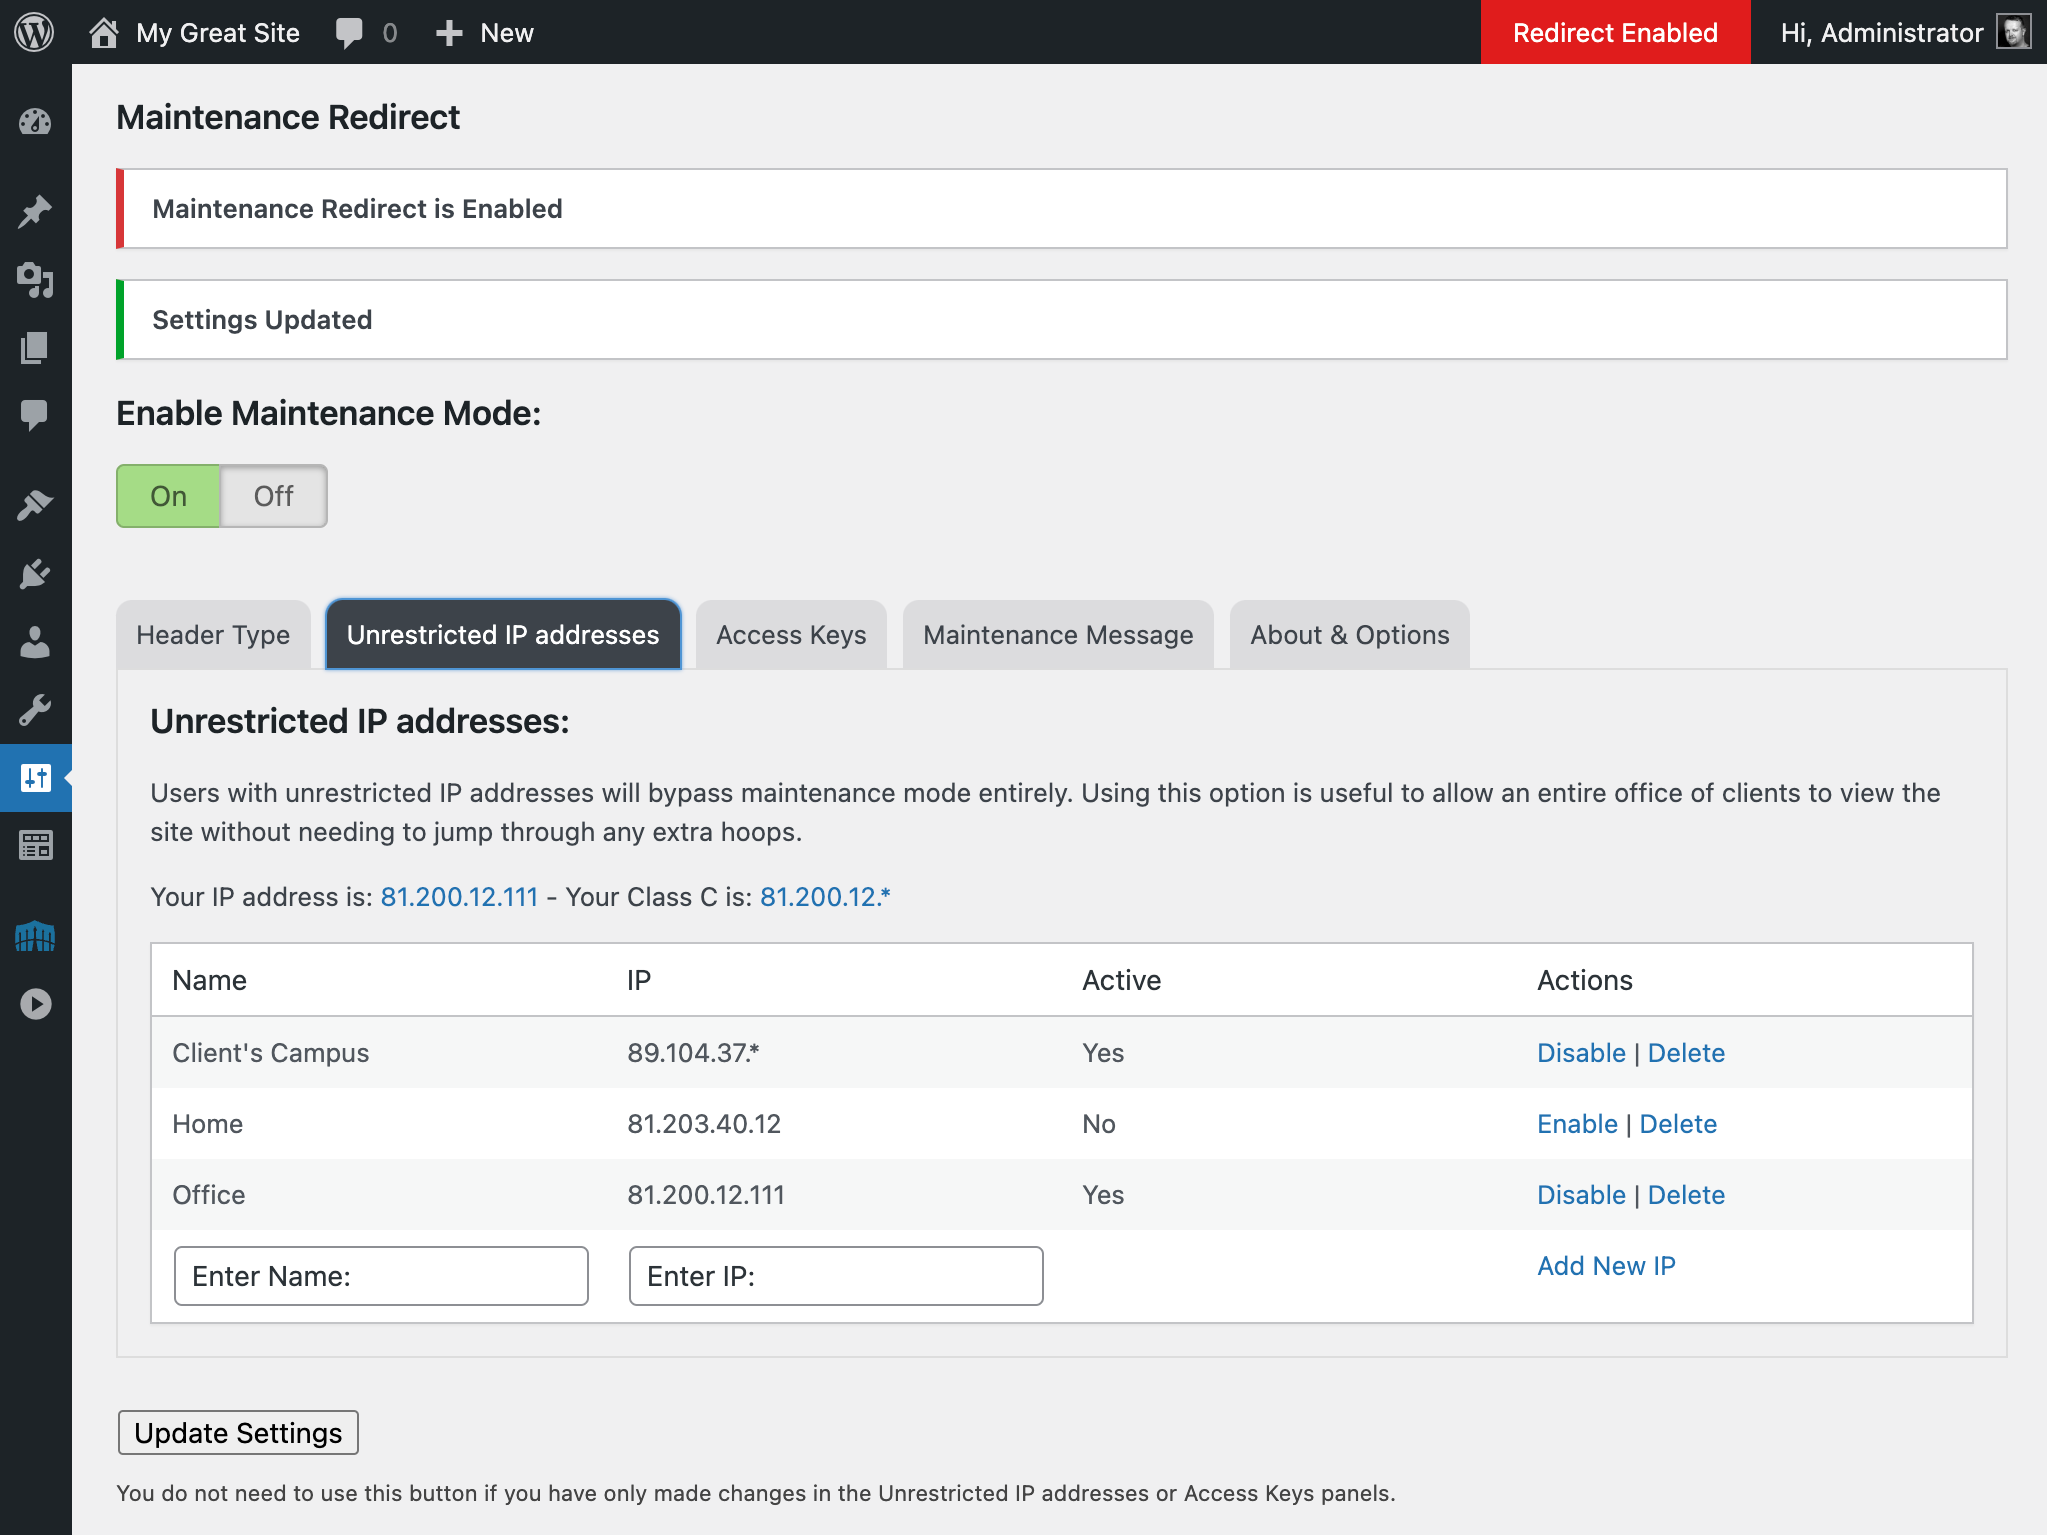 My Great Site 0 New Redirect Enabled Hi, Administrator
Maintenance Redirect
Maintenance Redirect is Enabled
Settings Updated
Enable Maintenance Mode:
On Off
Header Type Unrestricted IP addresses Access Keys Maintenance Message About & Options
Unrestricted IP addresses:
Users with unrestricted IP addresses will bypass maintenance mode entirely. Using this option is useful to allow an entire office of clients to view the
site without needing to jump through any extra hoops.
Your IP address is: 81.200.12.111 - Your Class C is: 81.200.12.*
Name IP Active Actions
Client's Campus 89.104.37.* Yes Disable | Delete
Home 81.203.40.12 No Enable | Delete
Office 81.200.12.111 Yes Disable | Delete
Enter Name: Enter IP: Add New IP
Update Settings
You do not need to use this button if you have only made changes in the Unrestricted IP addresses or Access Keys panels.